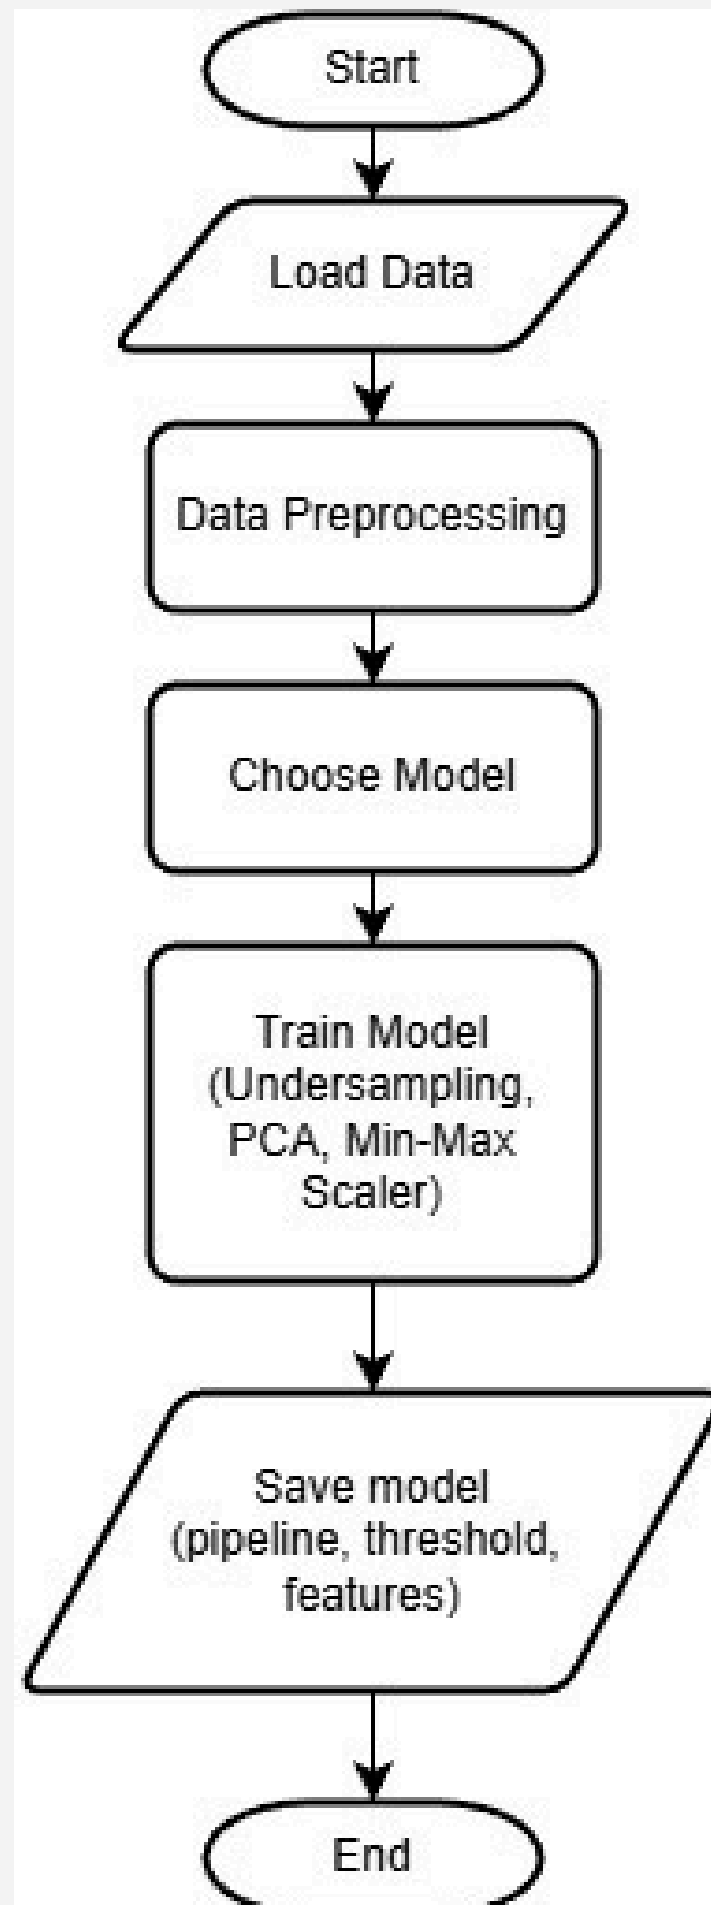 Start
Load Data
Data Preprocessing
Choose Model
Train Model
(Undersampling,
PCA, Min-Max
Scaler)
Save model
(pipeline, threshold,
features)
End